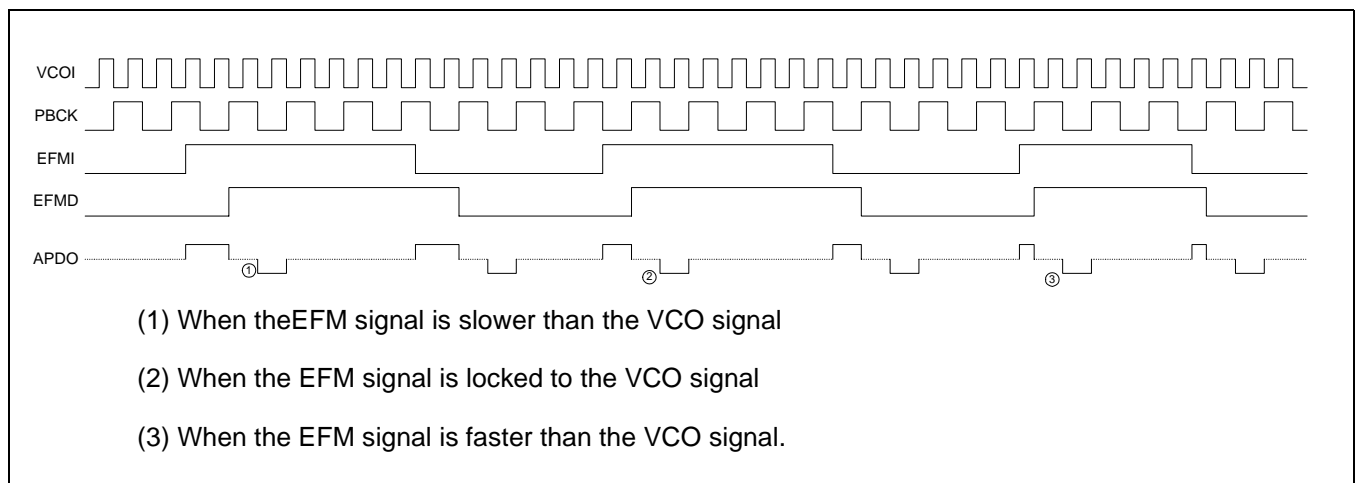 VCOI
PBCK
EFMI
EFMD
APDO
1 2 3
(1) When theEFM signal is slower than the VCO signal
(2) When the EFM signal is locked to the VCO signal
(3) When the EFM signal is faster than the VCO signal.